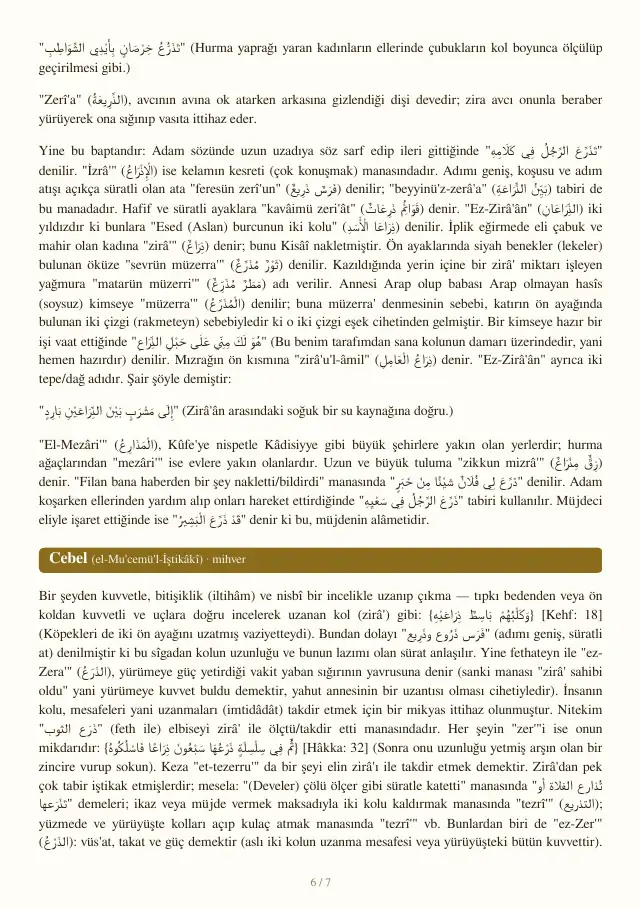 "تَذَرُّعُ خِرْصَانٍ بِأَيْدِي الشَّوَاطِبِ" (Hurma yaprağı yaran kadınların ellerinde çubukların kol boyunca ölçülüp
geçirilmesi gibi.)
"Zerî'a" (الذَّرِيعَةُ), avcının avına ok atarken arkasına gizlendiği dişi devedir; zira avcı onunla beraber
yürüyerek ona sığınıp vasıta ittihaz eder.
Yine bu baptandır: Adam sözünde uzun uzadıya söz sarf edip ileri gittiğinde "تَذَرَّعَ الرَّجُلُ فِي كَلَامِهِ"
denilir. "İzrâ'" (الْإِذْرَاعُ) ise kelamın kesreti (çok konuşmak) manasındadır. Adımı geniş, koşusu ve adım
atışı açıkça süratli olan ata "feresün zerî'un" (فَرَسٌ ذَرِيعٌ) denilir; "beyyinü'z-zerâ'a" (بَيِّنُ الذَّرَاعَةِ) tabiri de
bu manadadır. Hafif ve süratli ayaklara "kavâimü zeri'ât" (قَوَائِمُ ذَرِعَاتٌ) denir. "Ez-Zirâ'ân" (الذِّرَاعَانِ) iki
yıldızdır ki bunlara "Esed (Aslan) burcunun iki kolu" (ذِرَاعَا الْأَسَدِ) denilir. İplik eğirmede eli çabuk ve
mahir olan kadına "zirâ'" (ذِرَاعٌ) denir; bunu Kisâî nakletmiştir. Ön ayaklarında siyah benekler (lekeler)
bulunan öküze "sevrün müzerra'" (ثَوْرٌ مُذَرَّعٌ) denilir. Kazıldığında yerin içine bir zirâ' miktarı işleyen
yağmura "matarün müzerri'" (مَطَرٌ مُذَرِّعٌ) adı verilir. Annesi Arap olup babası Arap olmayan hasîs
(soysuz) kimseye "müzerra'" (الْمُذَرَّعُ) denilir; buna müzerra' denmesinin sebebi, katırın ön ayağında
bulunan iki çizgi (rakmeteyn) sebebiyledir ki o iki çizgi eşek cihetinden gelmiştir. Bir kimseye hazır bir
işi vaat ettiğinde "هُوَ لَكَ مِنِّي عَلَى حَبْلِ الذِّرَاعِ" (Bu benim tarafımdan sana kolunun damarı üzerindedir, yani
hemen hazırdır) denilir. Mızrağın ön kısmına "zirâ'u'l-âmil" (ذِرَاعُ الْعَامِلِ) denir. "Ez-Zirâ'ân" ayrıca iki
tepe/dağ adıdır. Şair şöyle demiştir:
"إِلَى مَشْرَبٍ بَيْنَ الذِّرَاعَيْنِ بَارِدِ" (Zirâ'ân arasındaki soğuk bir su kaynağına doğru.)
"El-Mezâri'" (الْمَذَارِعُ), Kûfe'ye nispetle Kâdisiyye gibi büyük şehirlere yakın olan yerlerdir; hurma
ağaçlarından "mezâri'" ise evlere yakın olanlardır. Uzun ve büyük tuluma "zikkun mizrâ'" (زِقٌّ مِذْرَاعٌ)
denir. "Filan bana haberden bir şey nakletti/bildirdi" manasında "ذَرَّعَ لِي فُلَانٌ شَيْئًا مِنْ خَبَرٍ" denilir. Adam
koşarken ellerinden yardım alıp onları hareket ettirdiğinde "ذَرَّعَ الرَّجُلُ فِي سَعْيِهِ" tabiri kullanılır. Müjdeci
eliyle işaret ettiğinde ise "قَدْ ذَرَّعَ الْبَشِيرُ" denir ki bu, müjdenin alâmetidir.
Cebel (el-Mu'cemü'l-İştikâkî) · mihver
Bir şeyden kuvvetle, bitişiklik (iltihâm) ve nisbî bir incelikle uzanıp çıkma — tıpkı bedenden veya ön
koldan kuvvetli ve uçlara doğru incelerek uzanan kol (zirâ') gibi: {وَكَلْبُهُمْ بَاسِطٌ ذِرَاعَيْهِ} [Kehf: 18]
(Köpekleri de iki ön ayağını uzatmış vaziyetteydi). Bundan dolayı "فَرَس ذَرُوع وذَرِيع" (adımı geniş, süratli
at) denilmiştir ki bu sîgadan kolun uzunluğu ve bunun lazımı olan sürat anlaşılır. Yine fethateyn ile "ez-
Zera'" (الذَرَعُ), yürümeye güç yetirdiği vakit yaban sığırının yavrusuna denir (sanki manası "zirâ' sahibi
oldu" yani yürümeye kuvvet buldu demektir, yahut annesinin bir uzantısı olması cihetiyledir). İnsanın
kolu, mesafeleri yani uzanmaları (imtidâdât) takdir etmek için bir mikyas ittihaz olunmuştur. Nitekim
"ذَرَع الثوب" (feth ile) elbiseyi zirâ' ile ölçtü/takdir etti manasındadır. Her şeyin "zer'"i ise onun
mikdarıdır: {ثُمَّ فِي سِلْسِلَةٍ ذَرْعُهَا سَبْعُونَ ذِرَاعًا فَاسْلُكُوهُ} [Hâkka: 32] (Sonra onu uzunluğu yetmiş arşın olan bir
zincire vurup sokun). Keza "et-tezerru'" da bir şeyi elin zirâ'ı ile takdir etmek demektir. Zirâ'dan pek
çok tabir iştikak etmişlerdir; mesela: "(Develer) çölü ölçer gibi süratle katetti" manasında "تُذارع الفلاة أو
تَذَرعها" demeleri; ikaz veya müjde vermek maksadıyla iki kolu kaldırmak manasında "tezrî'" (التذريع);
yüzmede ve yürüyüşte kolları açıp kulaç atmak manasında "tezrî'" vb. Bunlardan biri de "ez-Zer'"
(الذَرْعُ): vüs'at, takat ve güç demektir (aslı iki kolun uzanma mesafesi veya yürüyüşteki bütün kuvvettir).
6 / 7